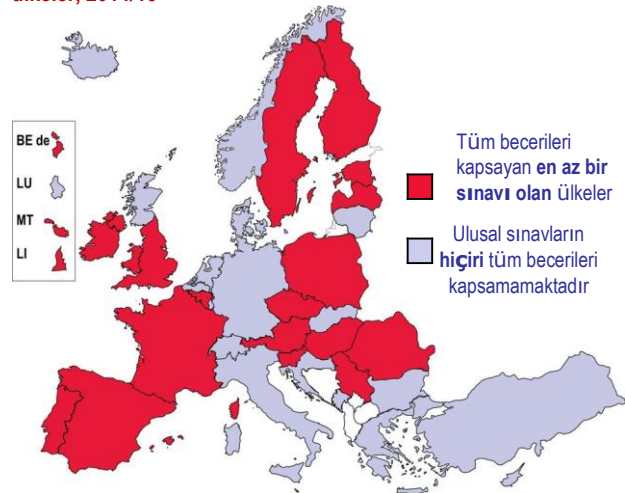 BE de
LU
MT
LI
Tüm becerileri
kapsayan en az bir
sınavı olan ülkeler
Ulusal sınavların
hiçiri tüm becerileri
kapsamamaktadır